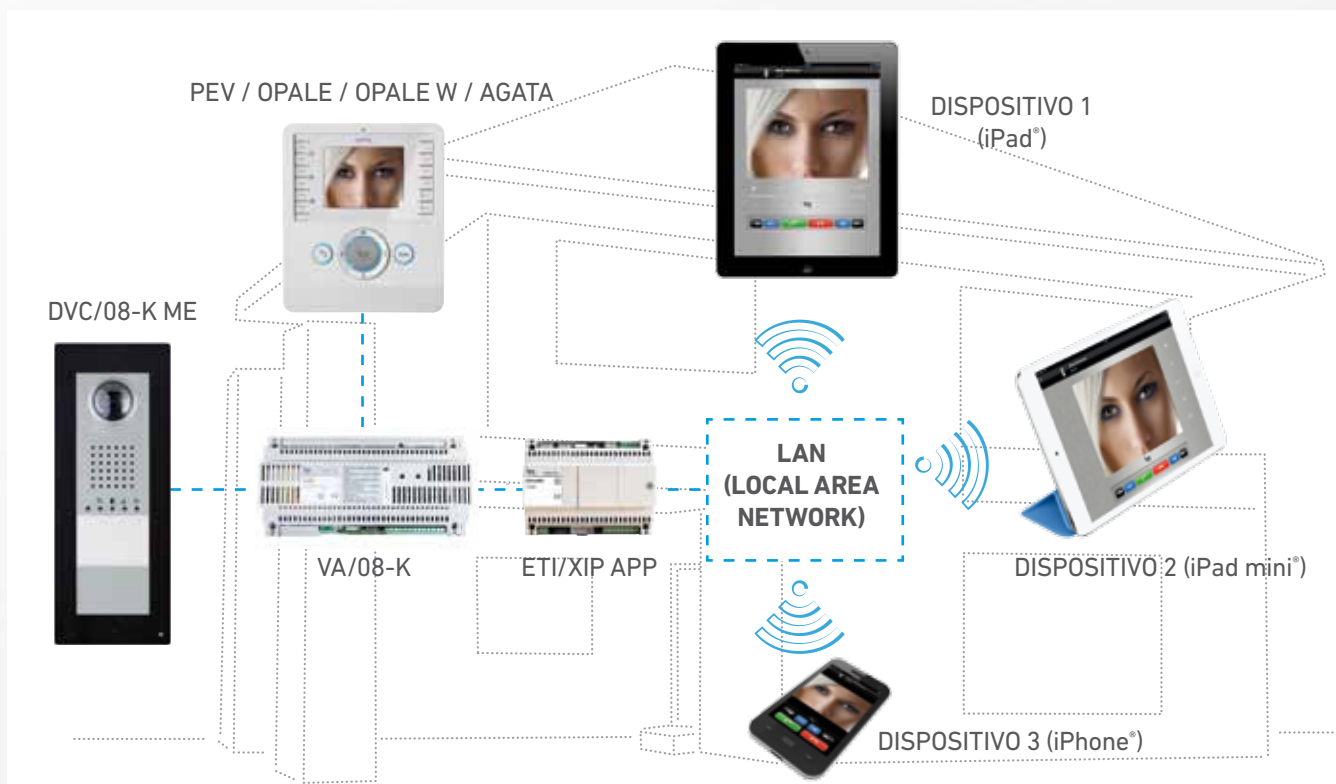 PEV / OPALE / OPALE W / AGATA
DISPOSITIVO 1
(iPad®)
DVC/08-K ME
LAN
(LOCAL AREA
NETWORK)
VA/08-K
ETI/XIP APP
DISPOSITIVO 2 (iPad mini®)
DISPOSITIVO 3 (iPhone®)